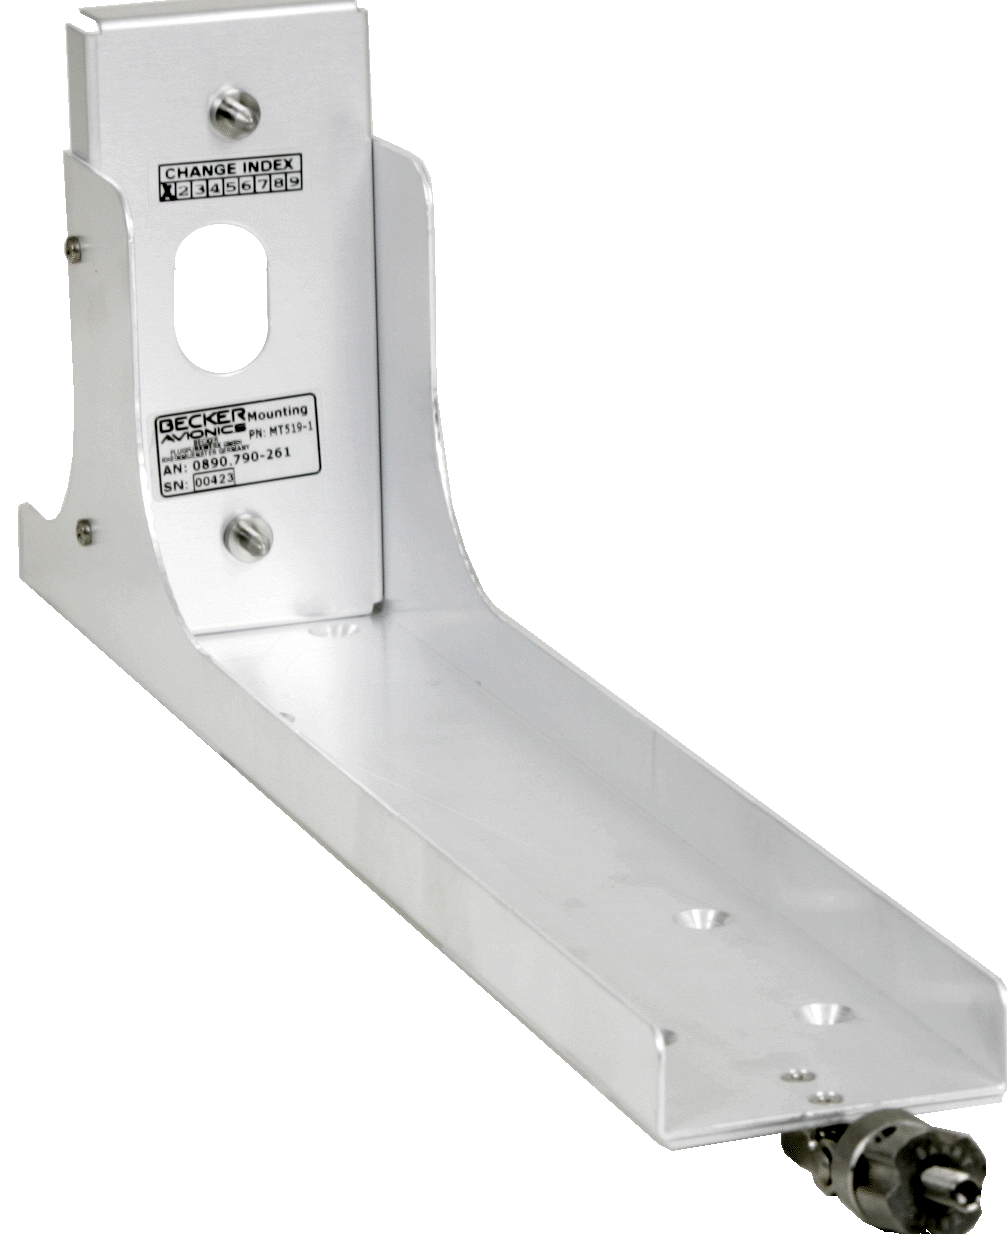 CHANGE INDEX
X 2 3 4 5 6 7 8 9
BECKER Mounting
AVIONICS PN: MT519-1
AN: 0890.790-261
SN: 00423